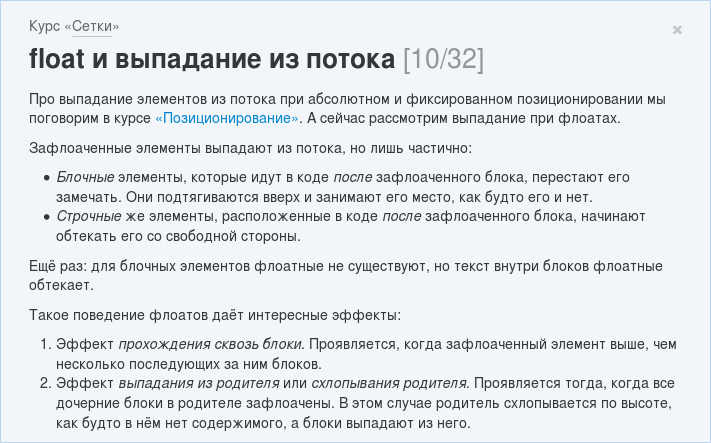 Курс «Сетки»
float и выпадание из потока [10/32]
Про выпадание элементов из потока при абсолютном и фиксированном позиционировании мы
поговорим в курсе «Позиционирование». А сейчас рассмотрим выпадание при флоатах.
Зафлоаченные элементы выпадают из потока, но лишь частично:
• Блочные элементы, которые идут в коде после зафлоаченного блока, перестают его
замечать. Они подтягиваются вверх и занимают его место, как будто его и нет.
• Строчные же элементы, расположенные в коде после зафлоаченного блока, начинают
обтекать его со свободной стороны.
Ещё раз: для блочных элементов флоатные не существуют, но текст внутри блоков флоатные
обтекает.
Такое поведение флоатов даёт интересные эффекты:
1. Эффект прохождения сквозь блоки. Проявляется, когда зафлоаченный элемент выше, чем
несколько последующих за ним блоков.
2. Эффект выпадания из родителя или схлопывания родителя. Проявляется тогда, когда все
дочерние блоки в родителе зафлоачены. В этом случае родитель схлопывается по высоте,
как будто в нём нет содержимого, а блоки выпадают из него.